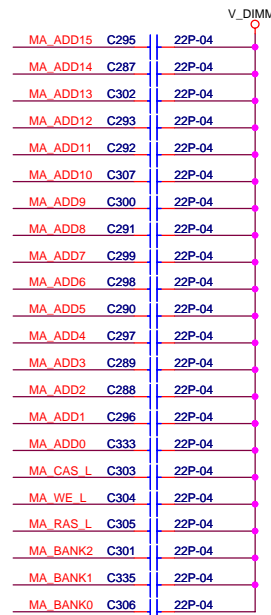 V_DIMM
MA_ADD15 C295 22P-04
MA_ADD14 C287 22P-04
MA_ADD13 C302 22P-04
MA_ADD12 C293 22P-04
MA_ADD11 C292 22P-04
MA_ADD10 C307 22P-04
MA_ADD9 C300 22P-04
MA_ADD8 C291 22P-04
MA_ADD7 C299 22P-04
MA_ADD6 C298 22P-04
MA_ADD5 C290 22P-04
MA_ADD4 C297 22P-04
MA_ADD3 C289 22P-04
MA_ADD2 C288 22P-04
MA_ADD1 C296 22P-04
MA_ADD0 C333 22P-04
MA_CAS_L C303 22P-04
MA_WE_L C304 22P-04
MA_RAS_L C305 22P-04
MA_BANK2 C301 22P-04
MA_BANK1 C335 22P-04
MA_BANK0 C306 22P-04